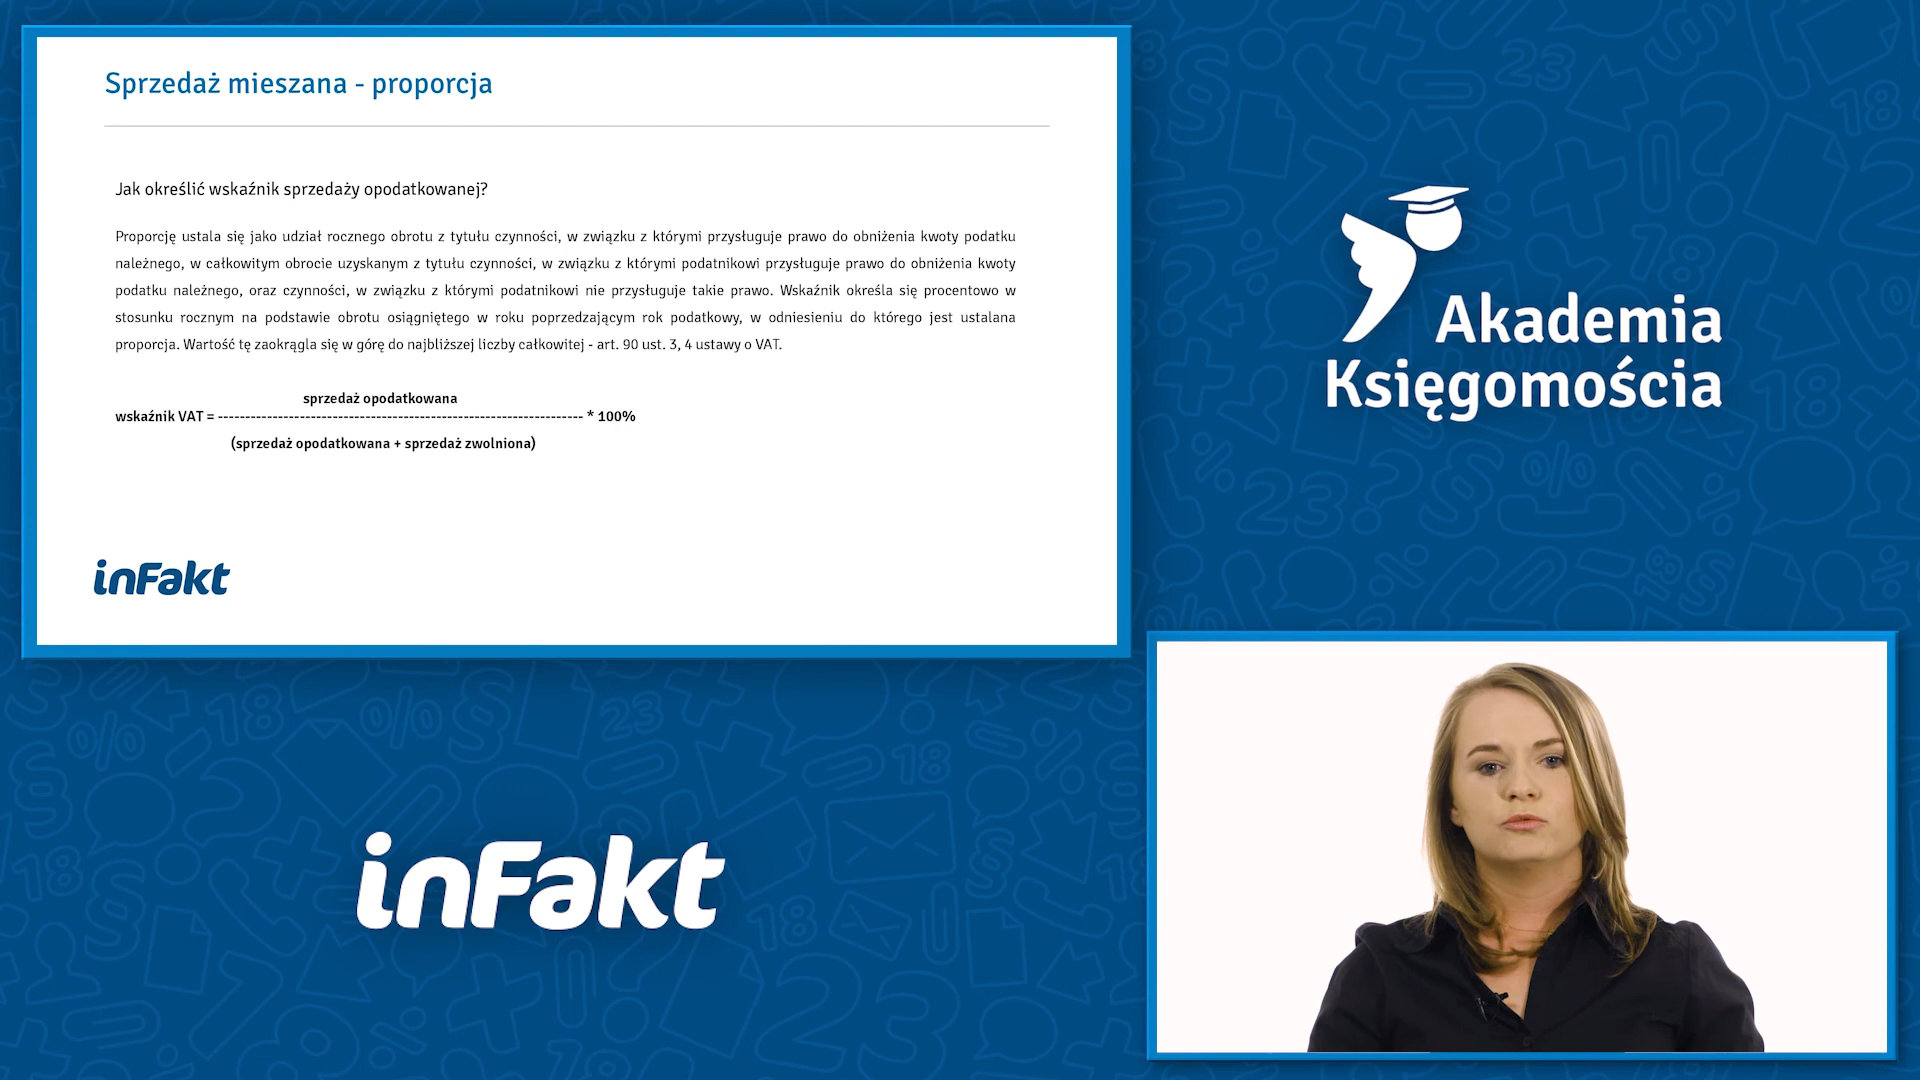 Sprzedaż mieszana - proporcja
Jak określić wskaźnik sprzedaży opodatkowanej?
Proporcję ustala się jako udział rocznego obrotu z tytułu czynności, w związku z którymi przysługuje prawo do obniżenia kwoty podatku
należnego, w całkowitym obrocie uzyskanym z tytułu czynności, w związku z którymi podatnikowi przysługuje prawo do obniżenia kwoty
podatku należnego, oraz czynności, w związku z którymi podatnikowi nie przysługuje takie prawo. Wskaźnik określa się procentowo w
stosunku rocznym na podstawie obrotu osiągniętego w roku poprzedzającym rok podatkowy, w odniesieniu do którego jest ustalana
proporcja. Wartość tę zaokrągla się w górę do najbliższej liczby całkowitej - art. 90 ust. 3, 4 ustawy o VAT.
sprzedaż opodatkowana
wskaźnik VAT = ------------------------------------------------------------------ * 100%
(sprzedaż opodatkowana + sprzedaż zwolniona)
inFakt
Akademia
Księgomościa
inFakt